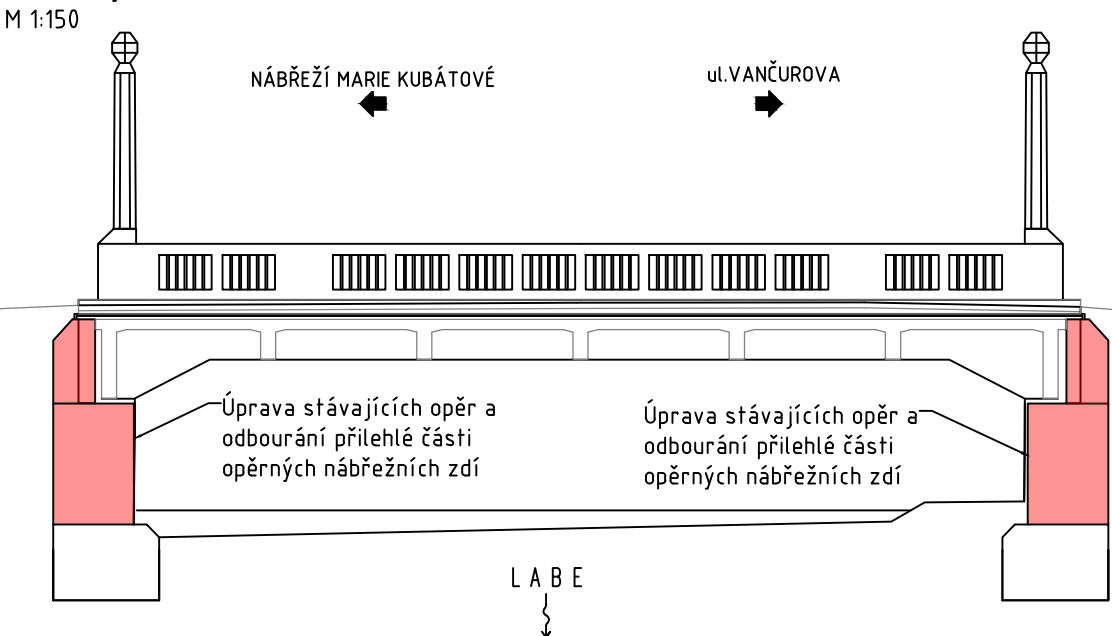 M 1:150
NÁBŘEŽÍ MARIE KUBÁTOVÉ
ul.VANČUROVA
Úprava stávajících opěr a
odbourání přilehlé části
opěrných nábřežních zdí
Úprava stávajících opěr a
odbourání přilehlé části
opěrných nábřežních zdí
LABE